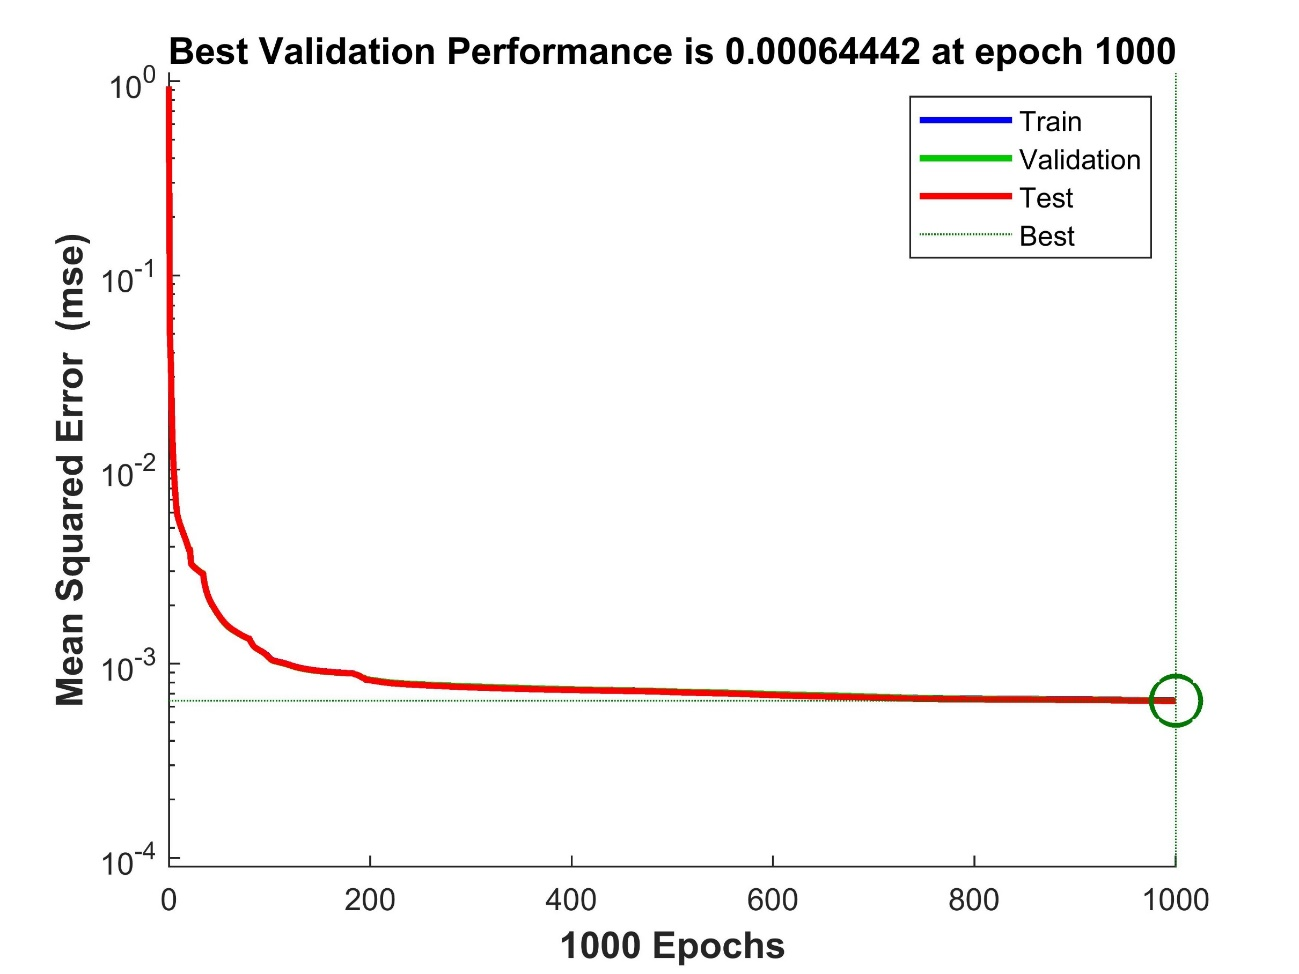 Best Validation Performance is 0.00064442 at epoch 1000
10^0
10^-1
10^-2
10^-3
10^-4
Mean Squared Error (mse)
Train
Validation
Test
Best
0 200 400 600 800 1000
1000 Epochs